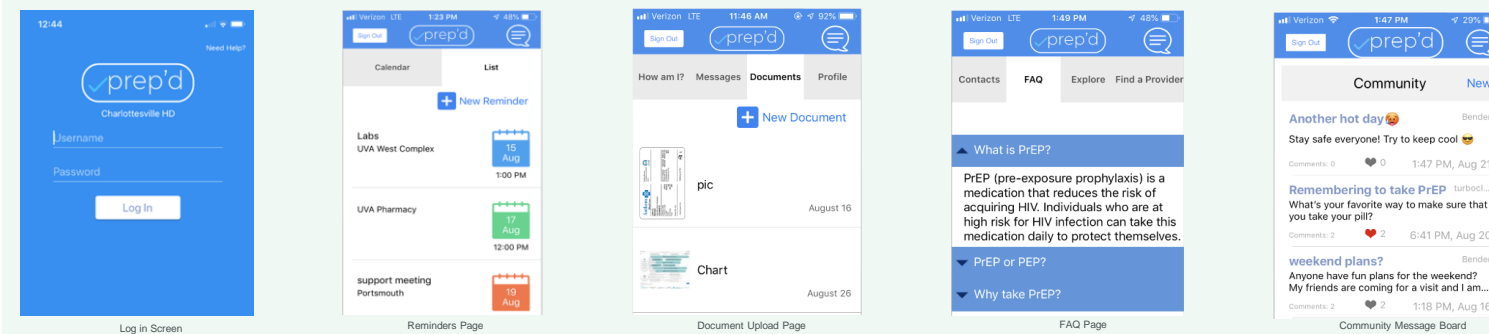 12:44
Need Help?
prep'd
Charlottesville HD
Username
Password
Log In
Log in Screen
Verizon LTE 1:23 PM 48%
Sign Out prep'd
Calendar List
+ New Reminder
Labs
UVA West Complex
15
Aug
1:00 PM
UVA Pharmacy
17
Aug
12:00 PM
support meeting
Portsmouth
19
Aug
Reminders Page
Verizon LTE 11:46 AM 92%
Sign Out prep'd
How am I? Messages Documents Profile
+ New Document
pic
August 16
Chart
August 26
Document Upload Page
Verizon LTE 1:49 PM 48%
Sign Out prep'd
Contacts FAQ Explore Find a Provider
What is PrEP?
PrEP (pre-exposure prophylaxis) is a
medication that reduces the risk of
acquiring HIV. Individuals who are at
high risk for HIV infection can take this
medication daily to protect themselves.
PrEP or PEP?
Why take PrEP?
FAQ Page
Verizon 1:47 PM 29%
Sign Out prep'd
Community New
Another hot day🥵 Bender
Stay safe everyone! Try to keep cool 😎
Comments: 0 0 1:47 PM, Aug 21
Remembering to take PrEP turbocl...
What's your favorite way to make sure that
you take your pill?
Comments: 2 2 6:41 PM, Aug 20
weekend plans? Bender
Anyone have fun plans for the weekend?
My friends are coming for a visit and I am...
Comments: 2 2 1:18 PM, Aug 16
Community Message Board